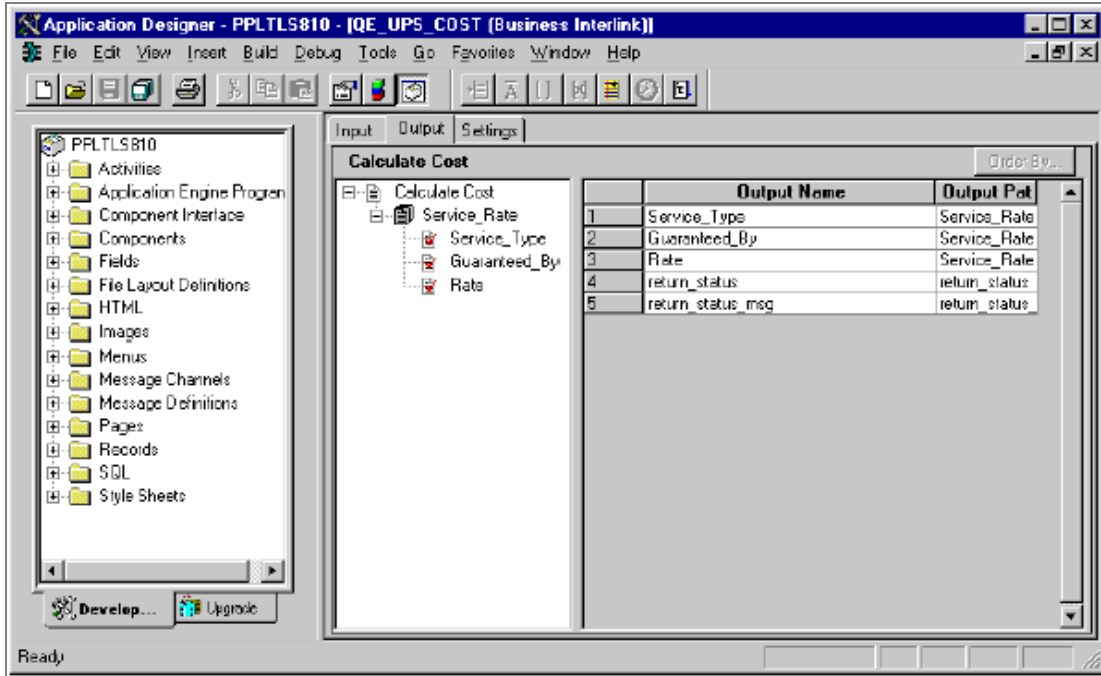 Application Designer - PPLTLS810 - [QE_UPS_COST (Business Interlink)]
File Edit View Insert Build Debug Tools Go Favorites Window Help
Input Output Settings
Calculate Cost
Order By...
PPLTLS810
Activities
Application Engine Progran
Component Interface
Components
Fields
File Layout Definitions
HTML
Images
Menus
Message Channels
Message Definitions
Pages
Records
SQL
Style Sheets
Develop...
Upgrade
Calculate Cost
Service_Rate
Service_Type
Guaranteed_By
Rate
Output Name Output Pat
1 Service_Type Service_Rate
2 Guaranteed_By Service_Rate
3 Rate Service_Rate
4 return_status return_status
5 return_status_msg return_status_
Ready